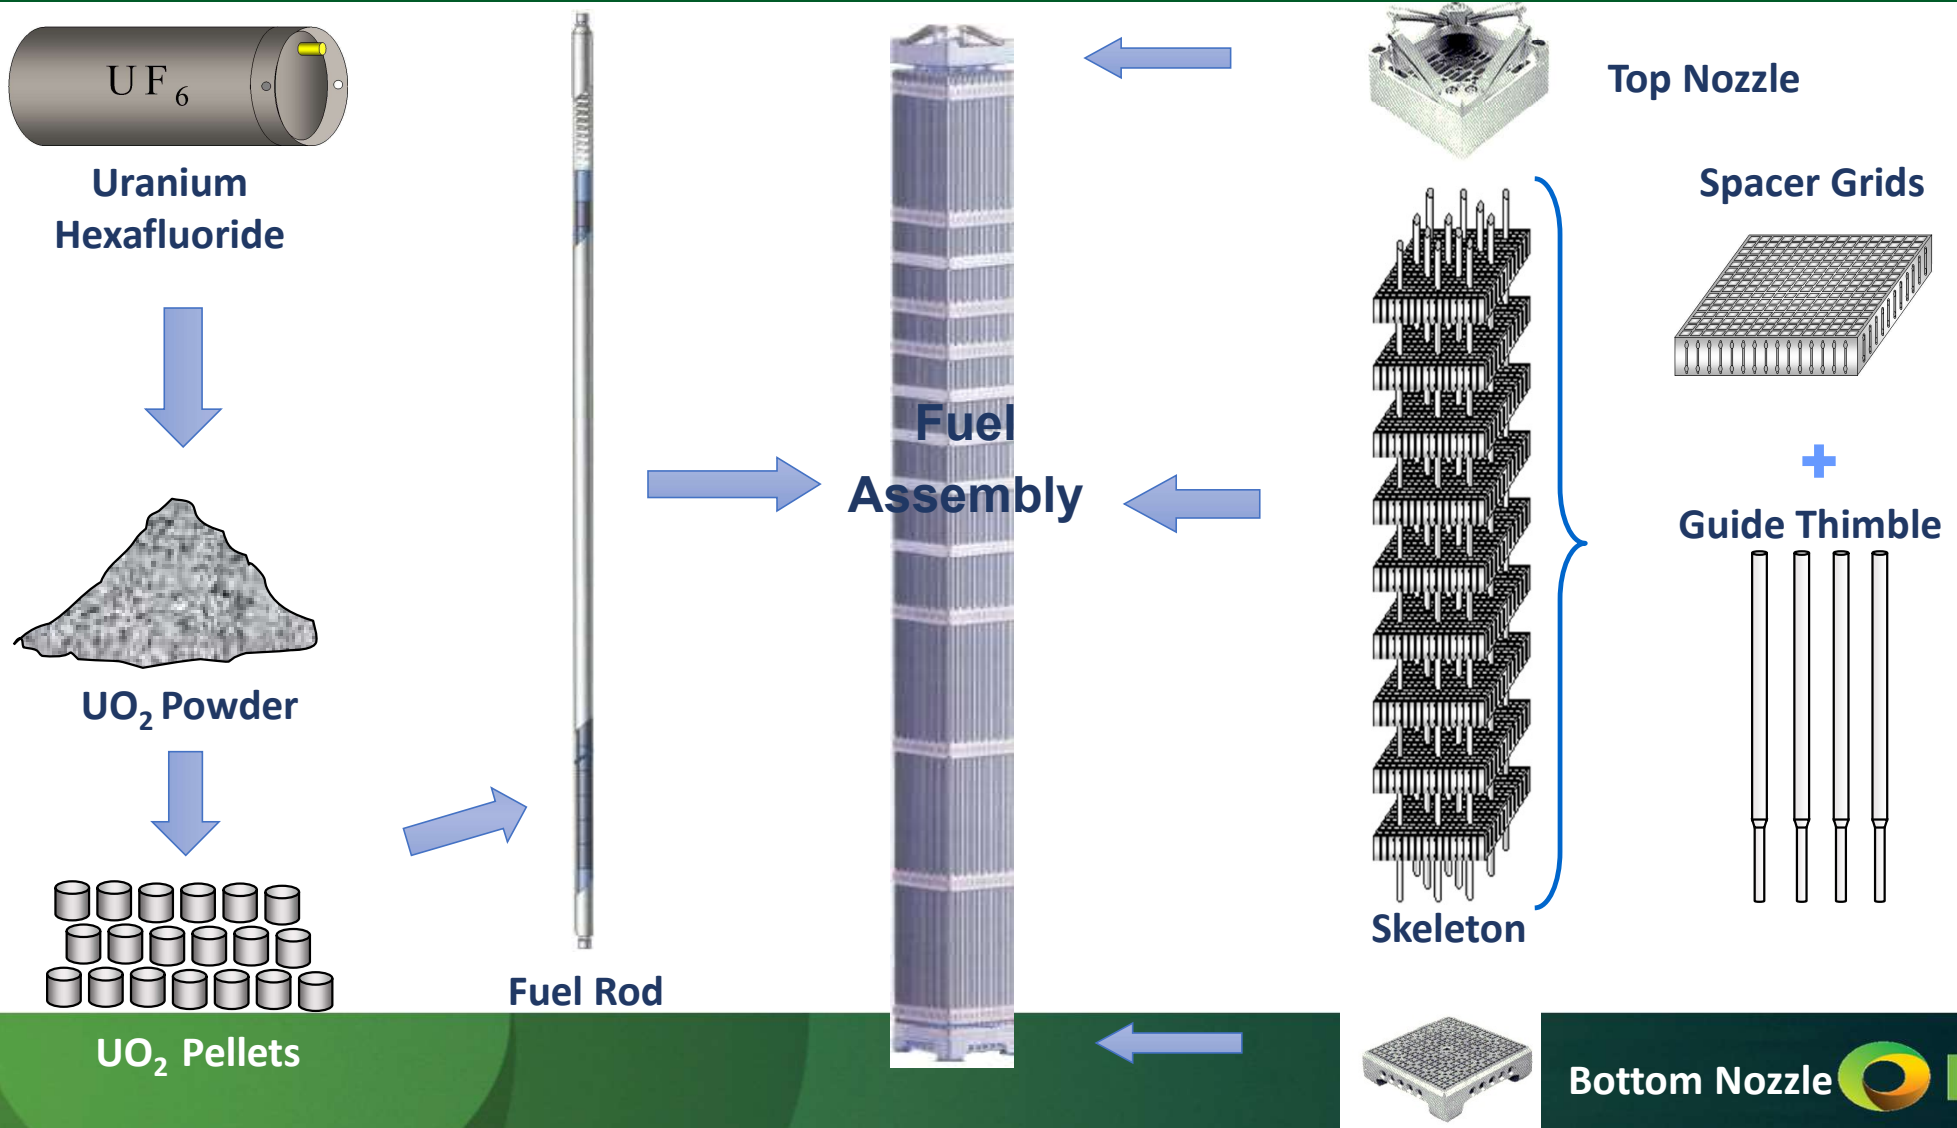 UF₆
Uranium
Hexafluoride
UO₂ Powder
UO₂ Pellets
Fuel Rod
Fuel
Assembly
Top Nozzle
Spacer Grids
+
Guide Thimble
Skeleton
Bottom Nozzle